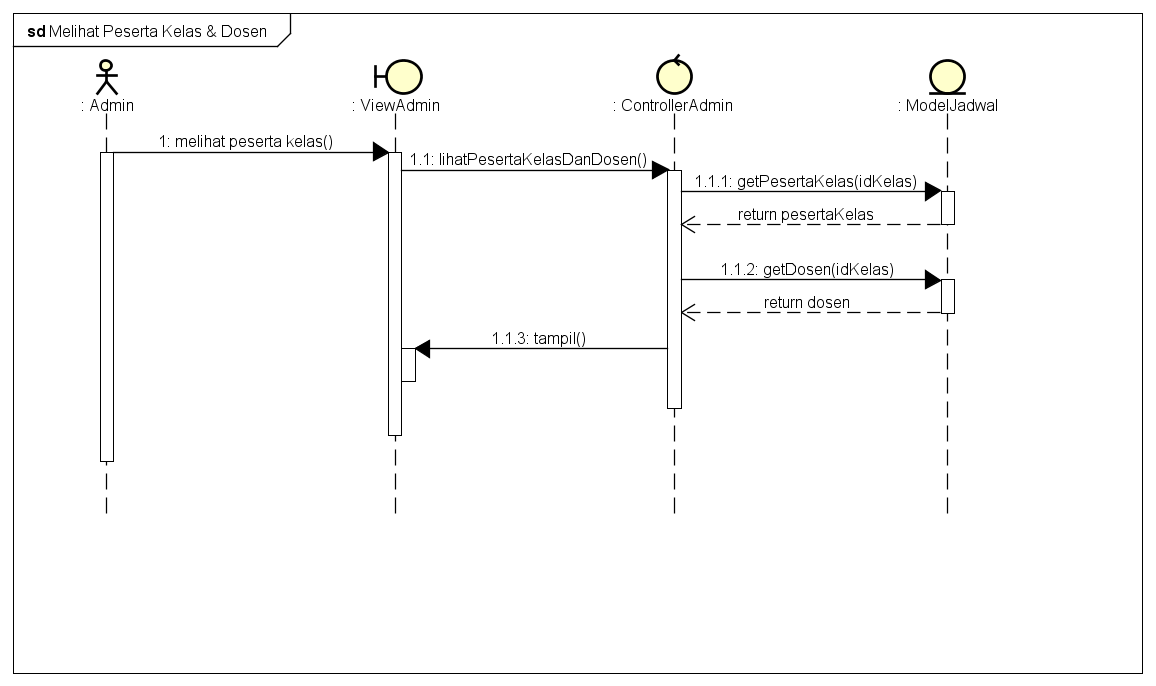 sd Melihat Peserta Kelas & Dosen
: Admin
: ViewAdmin
: ControllerAdmin
: ModelJadwal
1: melihat peserta kelas()
1.1: lihatPesertaKelasDanDosen()
1.1.1: getPesertaKelas(idKelas)
return pesertaKelas
1.1.2: getDosen(idKelas)
return dosen
1.1.3: tampil()